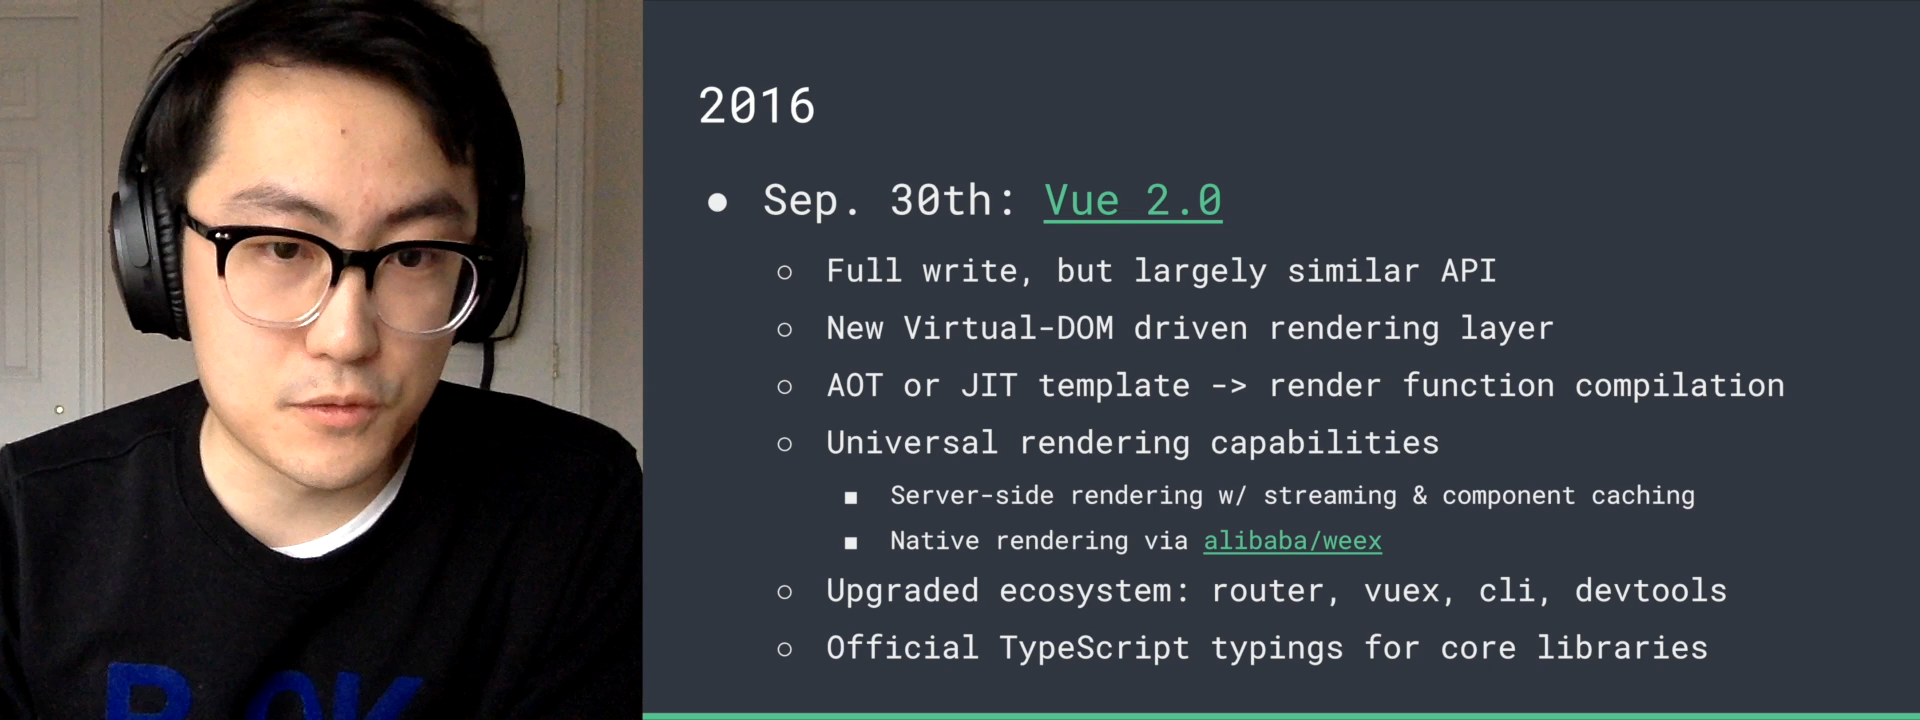 2016
● Sep. 30th: Vue 2.0
○ Full write, but largely similar API
○ New Virtual-DOM driven rendering layer
○ AOT or JIT template -> render function compilation
○ Universal rendering capabilities
■ Server-side rendering w/ streaming & component caching
■ Native rendering via alibaba/weex
○ Upgraded ecosystem: router, vuex, cli, devtools
○ Official TypeScript typings for core libraries